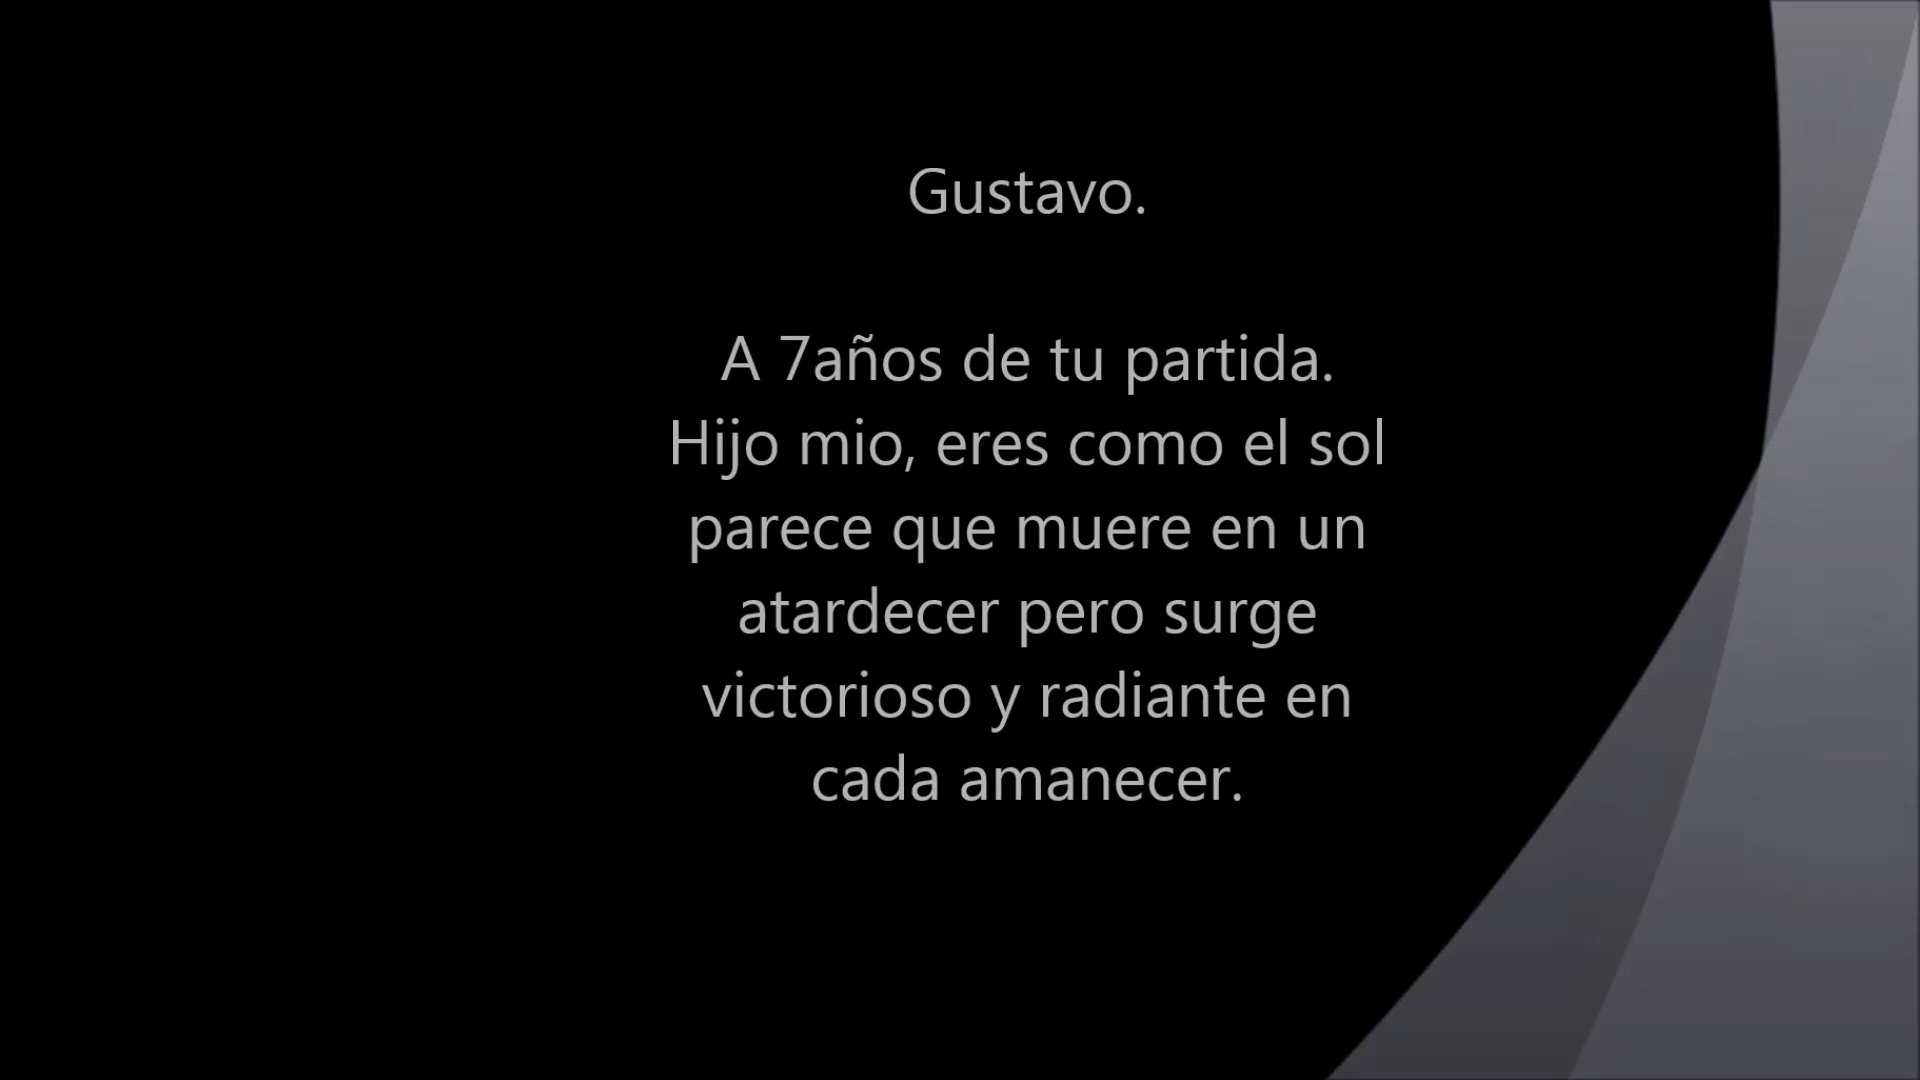 Gustavo.
A 7años de tu partida.
Hijo mio, eres como el sol
parece que muere en un
atardecer pero surge
victorioso y radiante en
cada amanecer.